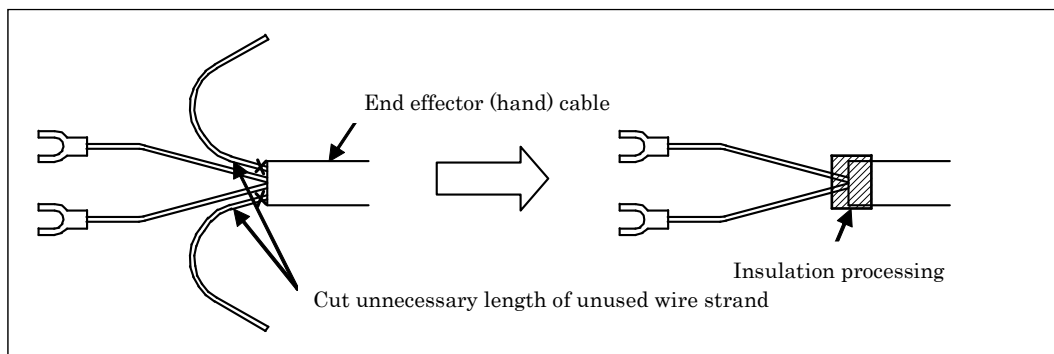 End effector (hand) cable
Insulation processing
Cut unnecessary length of unused wire strand